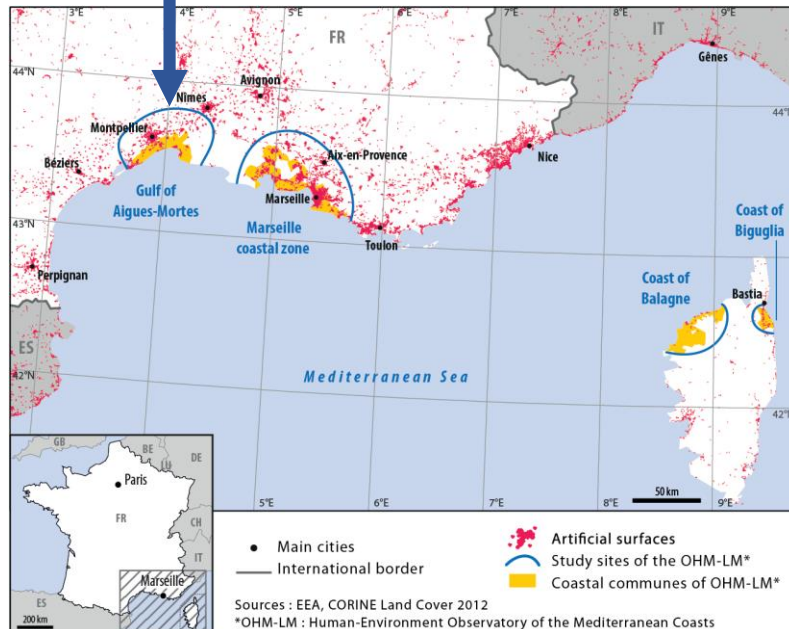 3°E
4°E
5°E
6°E
7°E
8°E
9°E
FR
IT
Gênes
44°N
44°N
Avignon
Nîmes
Montpellier
Béziers
Aix-en-Provence
Nice
Marseille
Gulf of
Aigues-Mortes
Marseille
coastal zone
Toulon
43°N
43°N
Coast of
Biguglia
Perpignan
Coast of
Balagne
Bastia
ES
42°N
42°N
Mediterranean Sea
5°E
6°E
7°E
8°E
9°E
50 km
GB
BE
LU
DE
Paris
FR
CH
IT
Marseille
ES
200 km
Main cities
International border
Artificial surfaces
Study sites of the OHM-LM*
Coastal communes of OHM-LM*
Sources : EEA, CORINE Land Cover 2012
*OHM-LM : Human-Environment Observatory of the Mediterranean Coasts